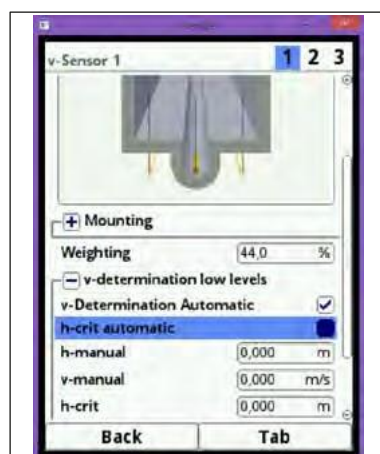 v-Sensor 1 1 2 3
Mounting
Weighting 44,0 %
v-determination low levels
v-Determination Automatic
h-crit automatic
h-manual 0,000 m
v-manual 0,000 m/s
h-crit 0,000 m
Back Tab